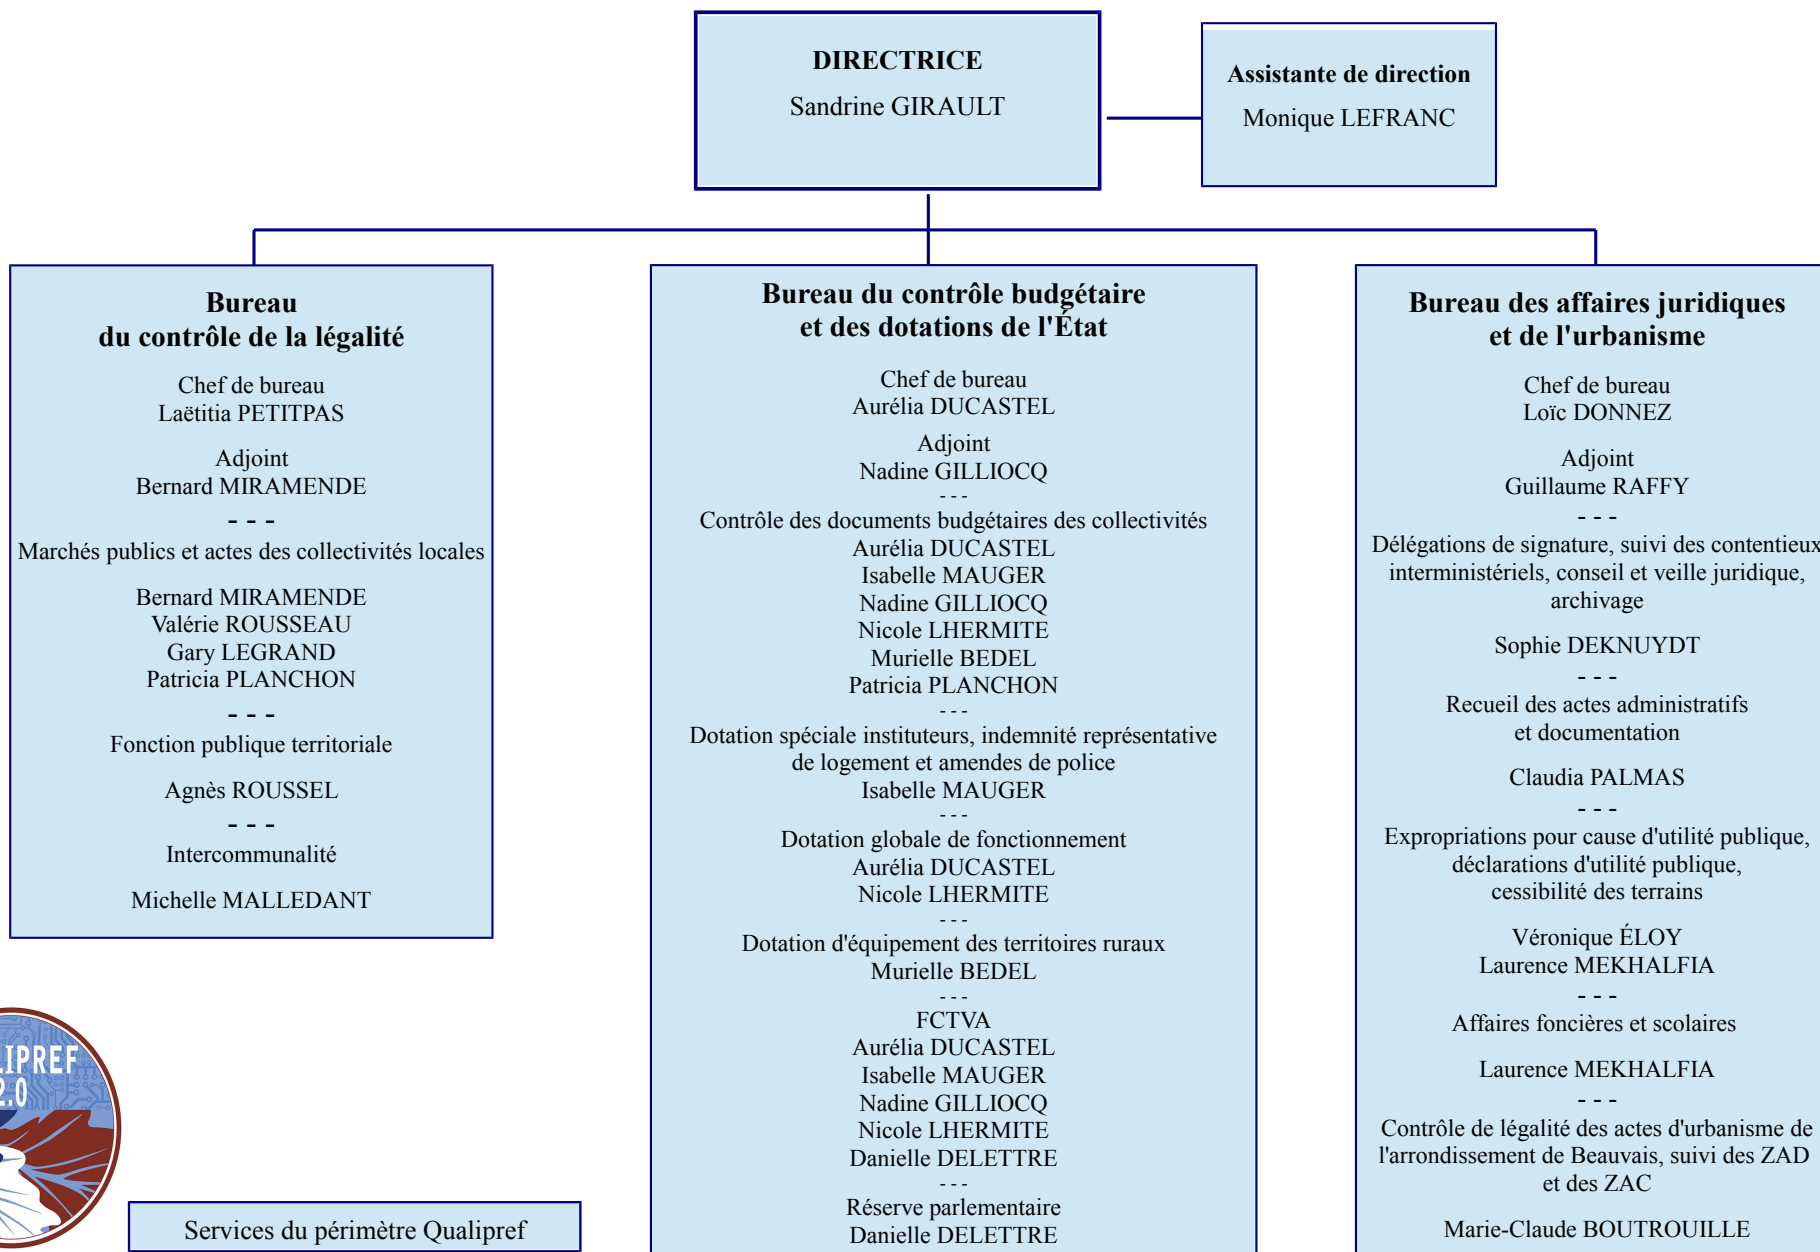 DIRECTRICE
Sandrine GIRAULT
Assistante de direction
Monique LEFRANC
Bureau
du contrôle de la légalité
Chef de bureau
Laëtitia PETITPAS
Adjoint
Bernard MIRAMENDE
- - -
Marchés publics et actes des collectivités locales
Bernard MIRAMENDE
Valérie ROUSSEAU
Gary LEGRAND
Patricia PLANCHON
- - -
Fonction publique territoriale
Agnès ROUSSEL
- - -
Intercommunalité
Michelle MALLEDANT
Bureau du contrôle budgétaire
et des dotations de l'État
Chef de bureau
Aurélia DUCASTEL
Adjoint
Nadine GILLIOCQ
- - -
Contrôle des documents budgétaires des collectivités
Aurélia DUCASTEL
Isabelle MAUGER
Nadine GILLIOCQ
Nicole LHERMITE
Murielle BEDEL
Patricia PLANCHON
- - -
Dotation spéciale instituteurs, indemnité représentative
de logement et amendes de police
Isabelle MAUGER
- - -
Dotation globale de fonctionnement
Aurélia DUCASTEL
Nicole LHERMITE
- - -
Dotation d'équipement des territoires ruraux
Murielle BEDEL
- - -
FCTVA
Aurélia DUCASTEL
Isabelle MAUGER
Nadine GILLIOCQ
Nicole LHERMITE
Danielle DELETTRE
- - -
Réserve parlementaire
Danielle DELETTRE
Bureau des affaires juridiques
et de l'urbanisme
Chef de bureau
Loïc DONNEZ
Adjoint
Guillaume RAFFY
- - -
Délégations de signature, suivi des contentieux
interministériels, conseil et veille juridique,
archivage
Sophie DEKNUYDT
- - -
Recueil des actes administratifs
et documentation
Claudia PALMAS
- - -
Expropriations pour cause d'utilité publique,
déclarations d'utilité publique,
cessibilité des terrains
Véronique ÉLOY
Laurence MEKHALFIA
- - -
Affaires foncières et scolaires
Laurence MEKHALFIA
- - -
Contrôle de légalité des actes d'urbanisme de
l'arrondissement de Beauvais, suivi des ZAD
et des ZAC
Marie-Claude BOUTROUILLE
LIPREF
2.0
Services du périmètre Qualipref